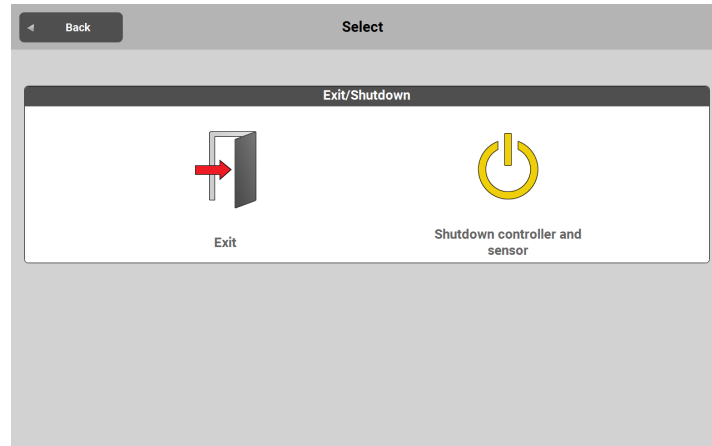 Back
Select
Exit/Shutdown
Exit
Shutdown controller and
sensor